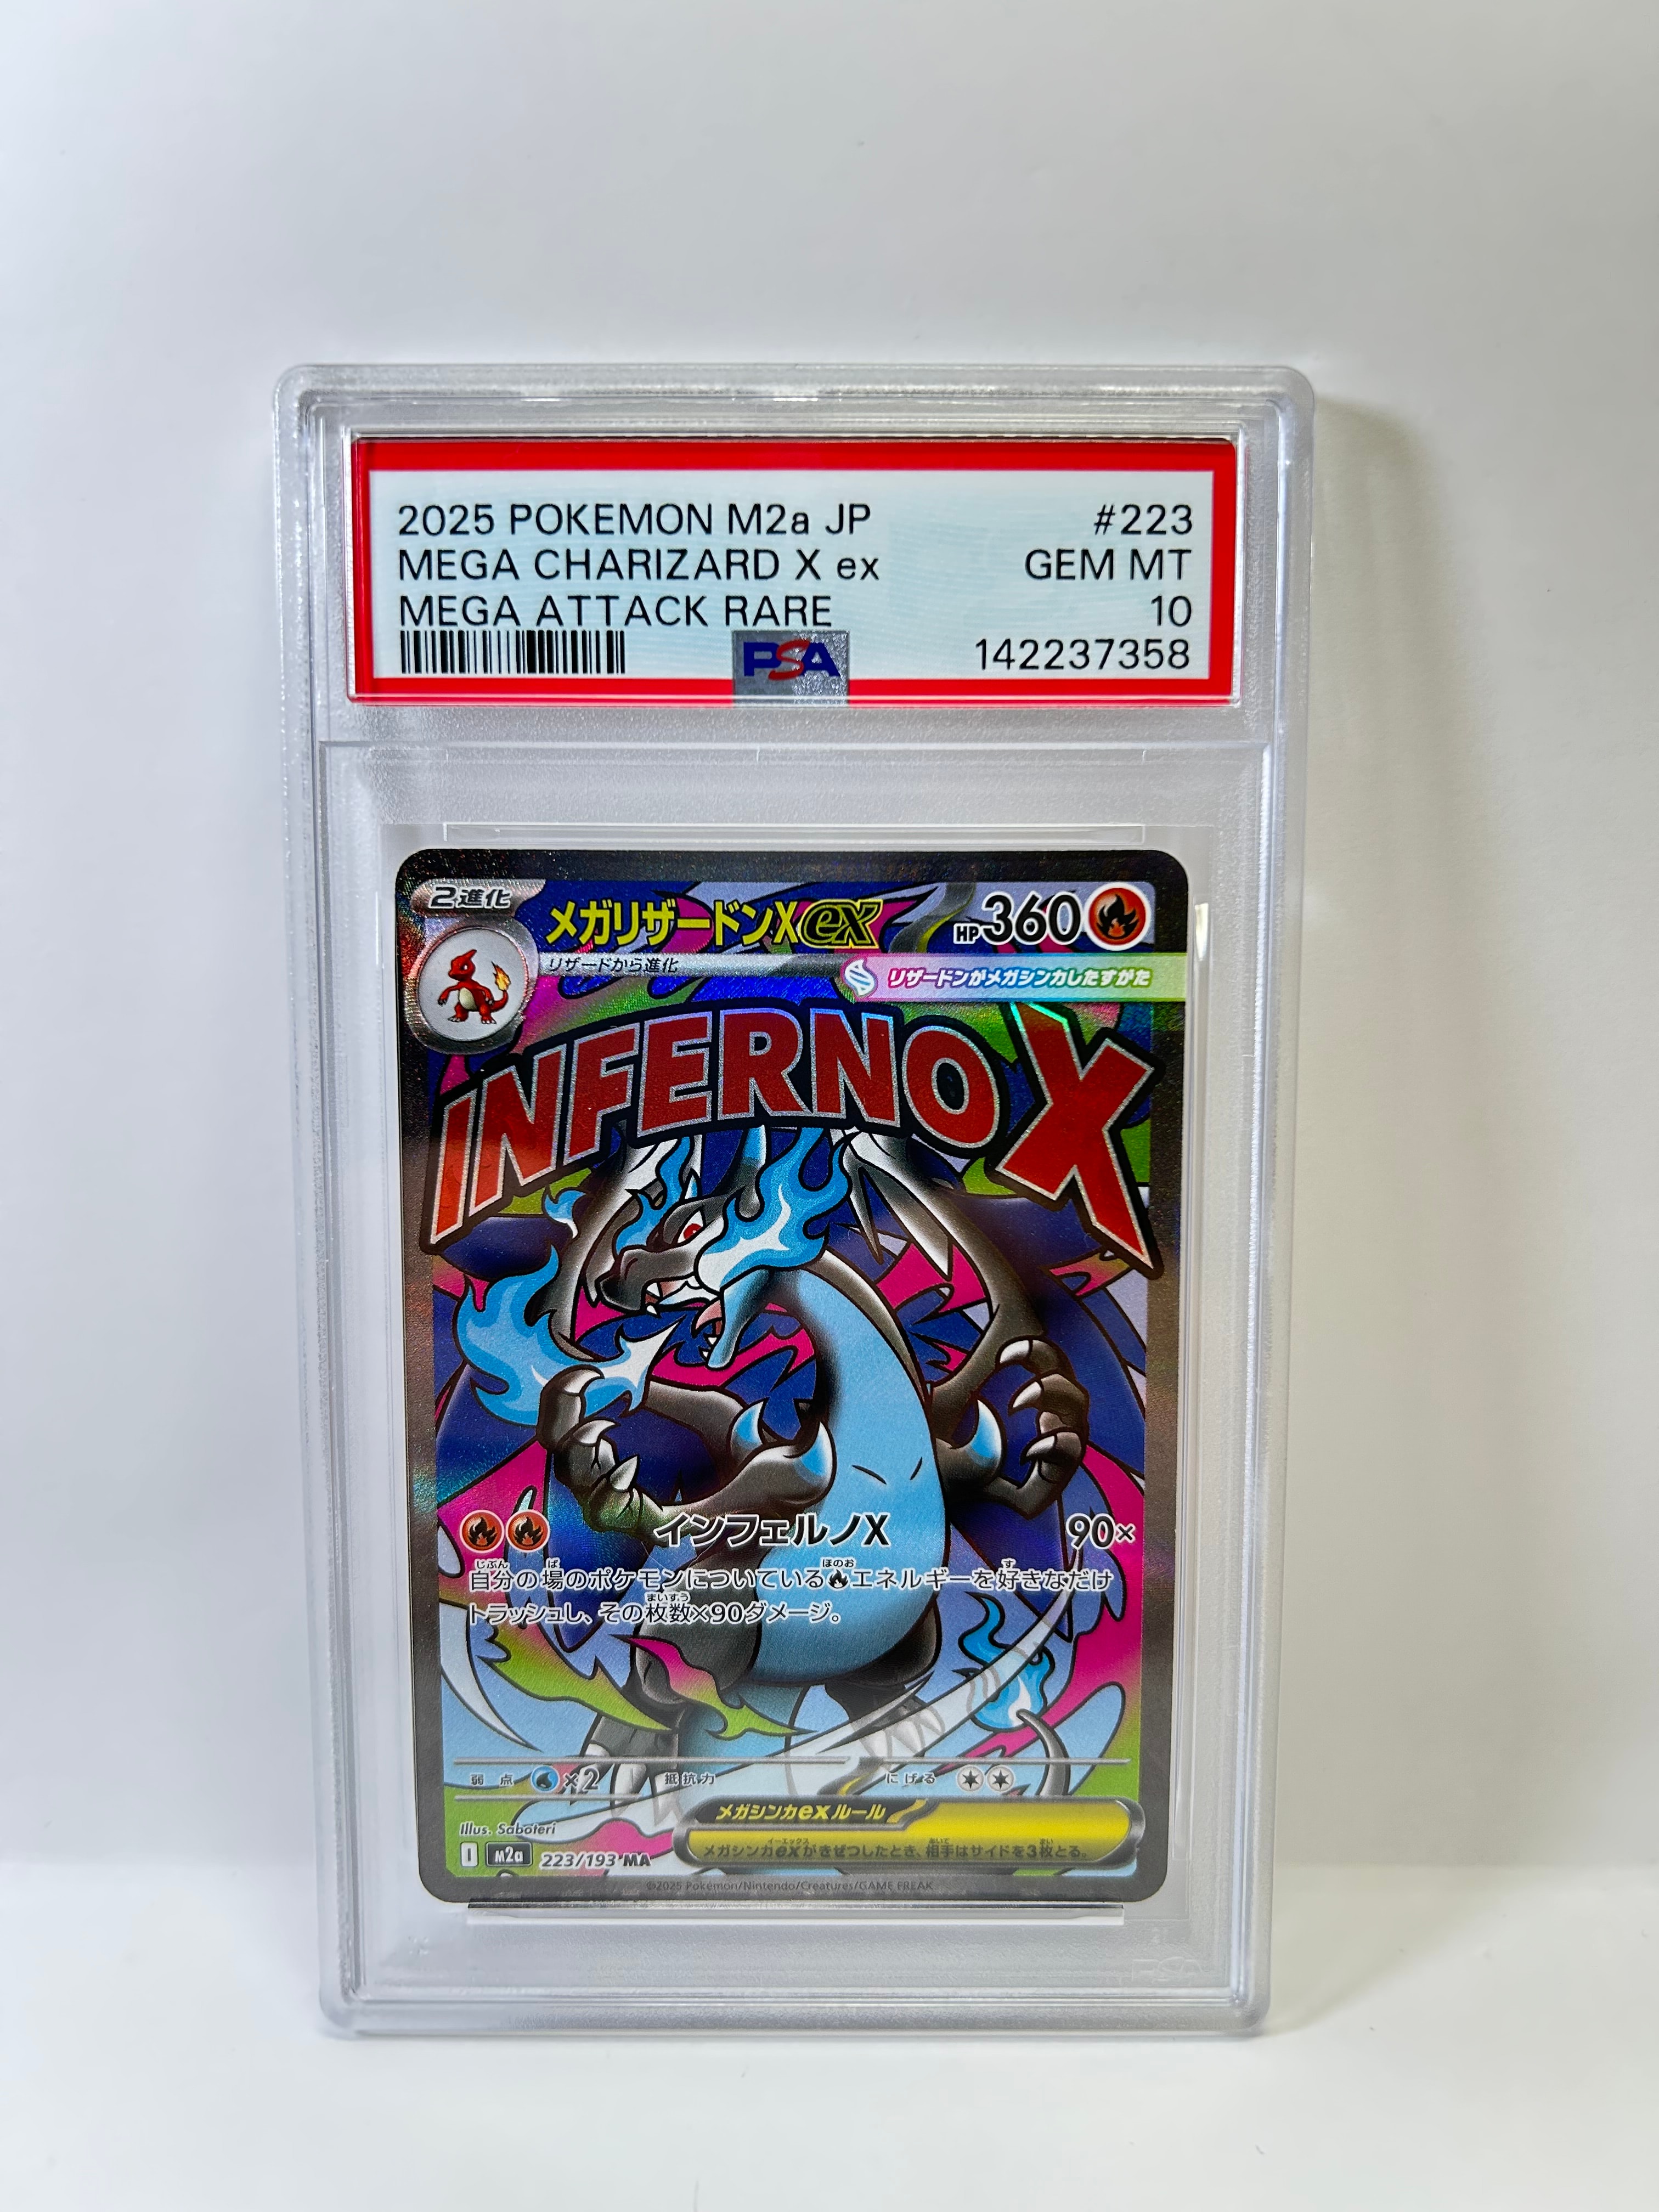 2025 POKEMON M2a JP #223
MEGA CHARIZARD X ex GEM MT
MEGA ATTACK RARE 10
PSA 142237358
2進化 メガリザードンXex HP360
リザードから進化 リザードンがメガシンカしたすがた
INFERNO X
インフェルノX 90×
自分の場のポケモンについているエネルギーを好きなだけ
トラッシュし、その枚数×90ダメージ。
弱点 ×2 抵抗力 にげる
メガシンカexルール
メガシンカexがきぜつしたとき、相手はサイドを3枚とる。
Illus. Saboteri
I m2a 223/193 MA
©2025 Pokémon/Nintendo/Creatures/GAME FREAK